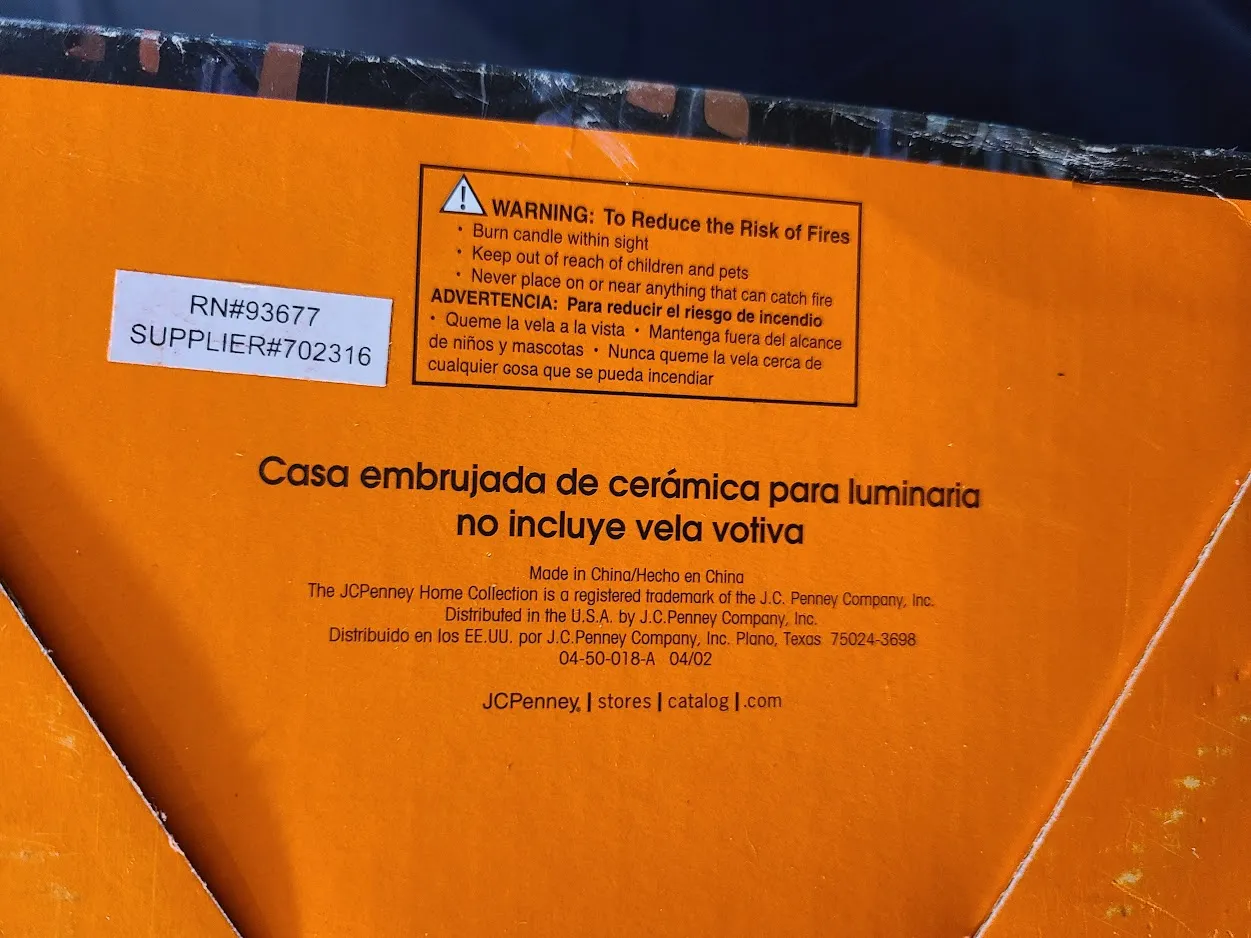 WARNING: To Reduce the Risk of Fires
• Burn candle within sight
• Keep out of reach of children and pets
• Never place on or near anything that can catch fire
ADVERTENCIA: Para reducir el riesgo de incendio
• Queme la vela a la vista • Mantenga fuera del alcance
de niños y mascotas • Nunca queme la vela cerca de
cualquier cosa que se pueda incendiar
RN#93677
SUPPLIER#702316
Casa embrujada de cerámica para luminaria
no incluye vela votiva
Made in China/Hecho en China
The JCPenney Home Collection is a registered trademark of the J.C. Penney Company, Inc.
Distributed in the U.S.A. by J.C.Penney Company, Inc.
Distribuido en los EE.UU. por J.C.Penney Company, Inc. Plano, Texas 75024-3698
04-50-018-A 04/02
JCPenney® | stores | catalog | .com